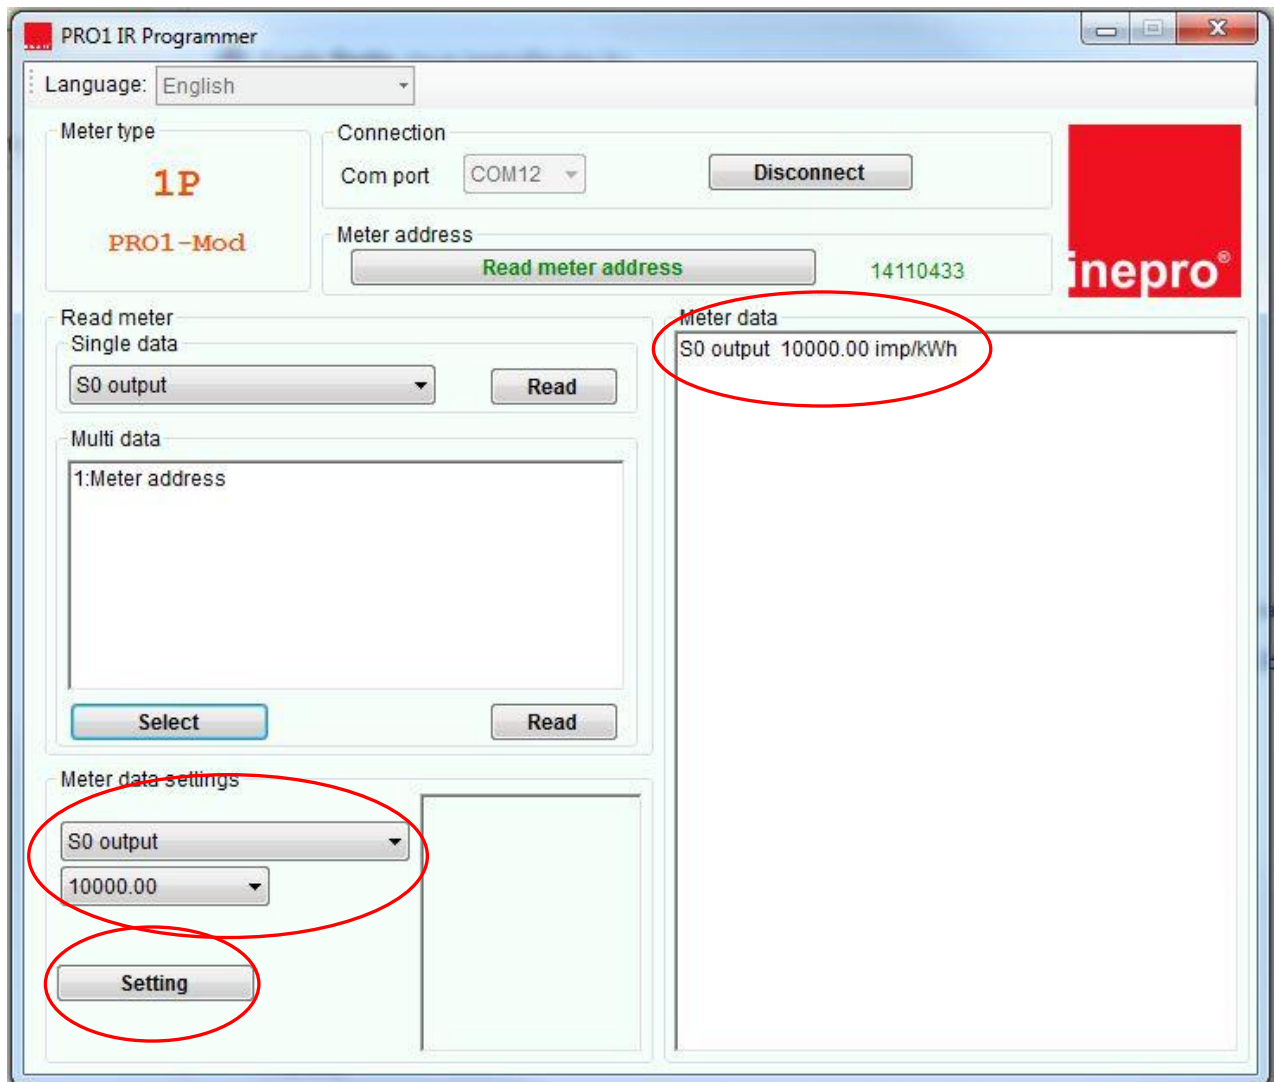 PRO1 IR Programmer
Language: English
Meter type
1P
PRO1-Mod
Connection
Com port COM12 Disconnect
Meter address
Read meter address 14110433
inepro®
Read meter
Single data
S0 output Read
Multi data
1:Meter address
Select Read
Meter data settings
S0 output
10000.00
Setting
Meter data
S0 output 10000.00 imp/kWh